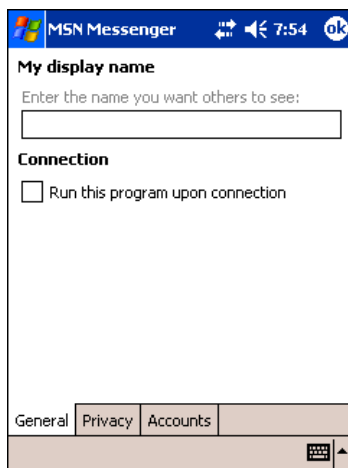 MSN Messenger 7:54 ok
My display name
Enter the name you want others to see:
Connection
Run this program upon connection
General Privacy Accounts